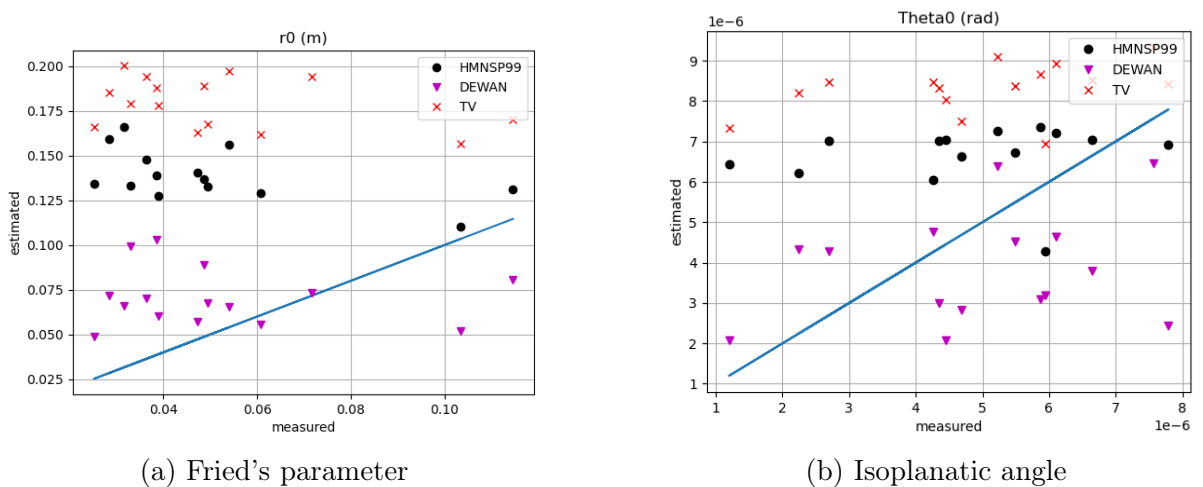 r0 (m)
0.200
0.175
0.150
0.125
0.100
0.075
0.050
0.025
estimated
HMNSP99
DEWAN
TV
0.04
0.06
0.08
0.10
measured
(a) Fried's parameter
Theta0 (rad)
1e−6
9
8
7
6
5
4
3
2
1
estimated
HMNSP99
DEWAN
TV
1
2
3
4
5
6
7
8
1e−6
measured
(b) Isoplanatic angle